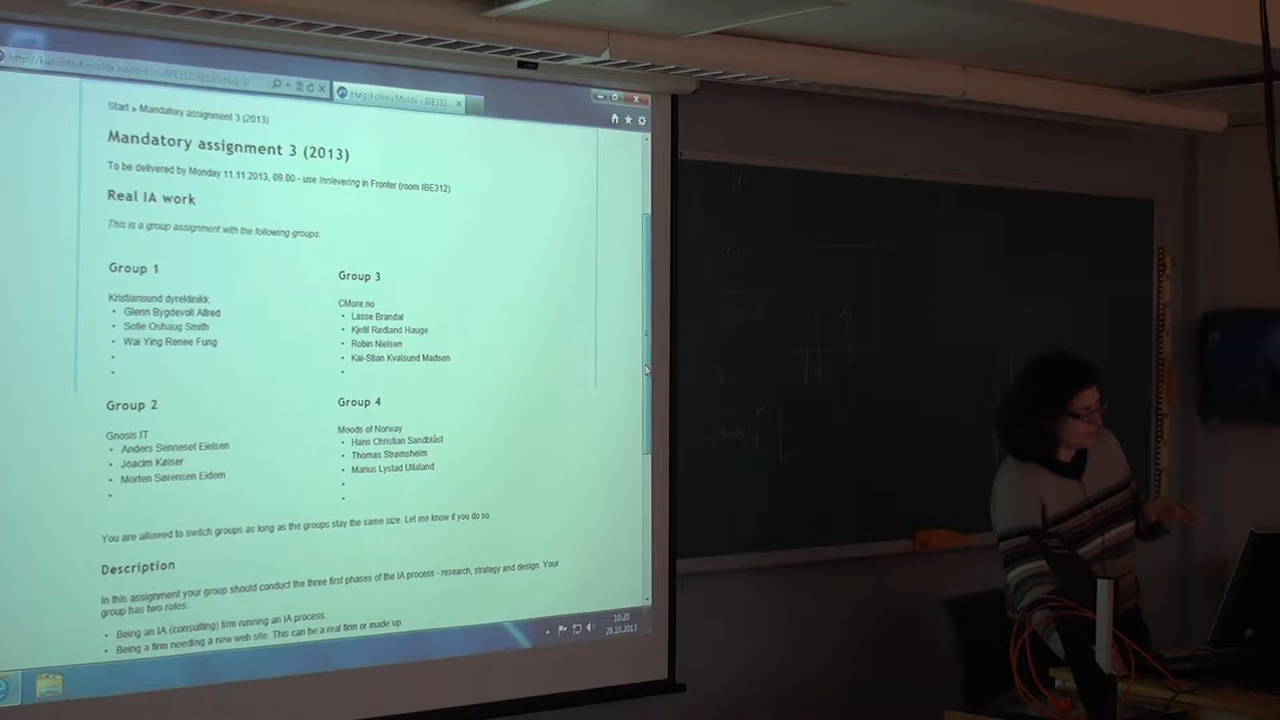 Høgskolen i Molde - IBE312...
Start » Mandatory assignment 3 (2013)
Mandatory assignment 3 (2013)
To be delivered by Monday 11.11.2013, 09.00 - use Innlevering in Fronter (room IBE312)
Real IA work
This is a group assignment with the following groups:
Group 1
Kristiansund dyreklinikk
• Glenn Bygdevoll Allred
• Sofie Oshaug Smith
• Wai Ying Renee Fung
Group 2
Gnosis IT
• Anders Senneset Eielsen
• Joacim Kølser
• Morten Sørensen Eidem
Group 3
CMore.no
• Lasse Brandal
• Kjetil Rødland Hauge
• Robin Nielsen
• Kai-Stian Kvalsund Madsen
Group 4
Moods of Norway
• Hans Christian Sandblåst
• Thomas Strømsheim
• Marius Lystad Ullaland
You are allowed to switch groups as long as the groups stay the same size. Let me know if you do so.
Description
In this assignment your group should conduct the three first phases of the IA process - research, strategy and design. Your
group has two roles:
• Being an IA (consulting) firm running an IA process.
• Being a firm needing a new web site. This can be a real firm or made up
10:20
28.10.2013